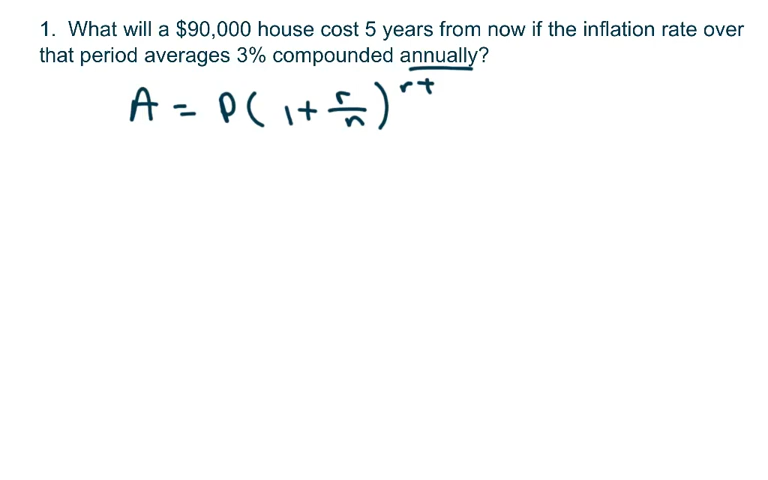 1. What will a $90,000 house cost 5 years from now if the inflation rate over
that period averages 3% compounded annually?
A = P(1+r/n)^rt